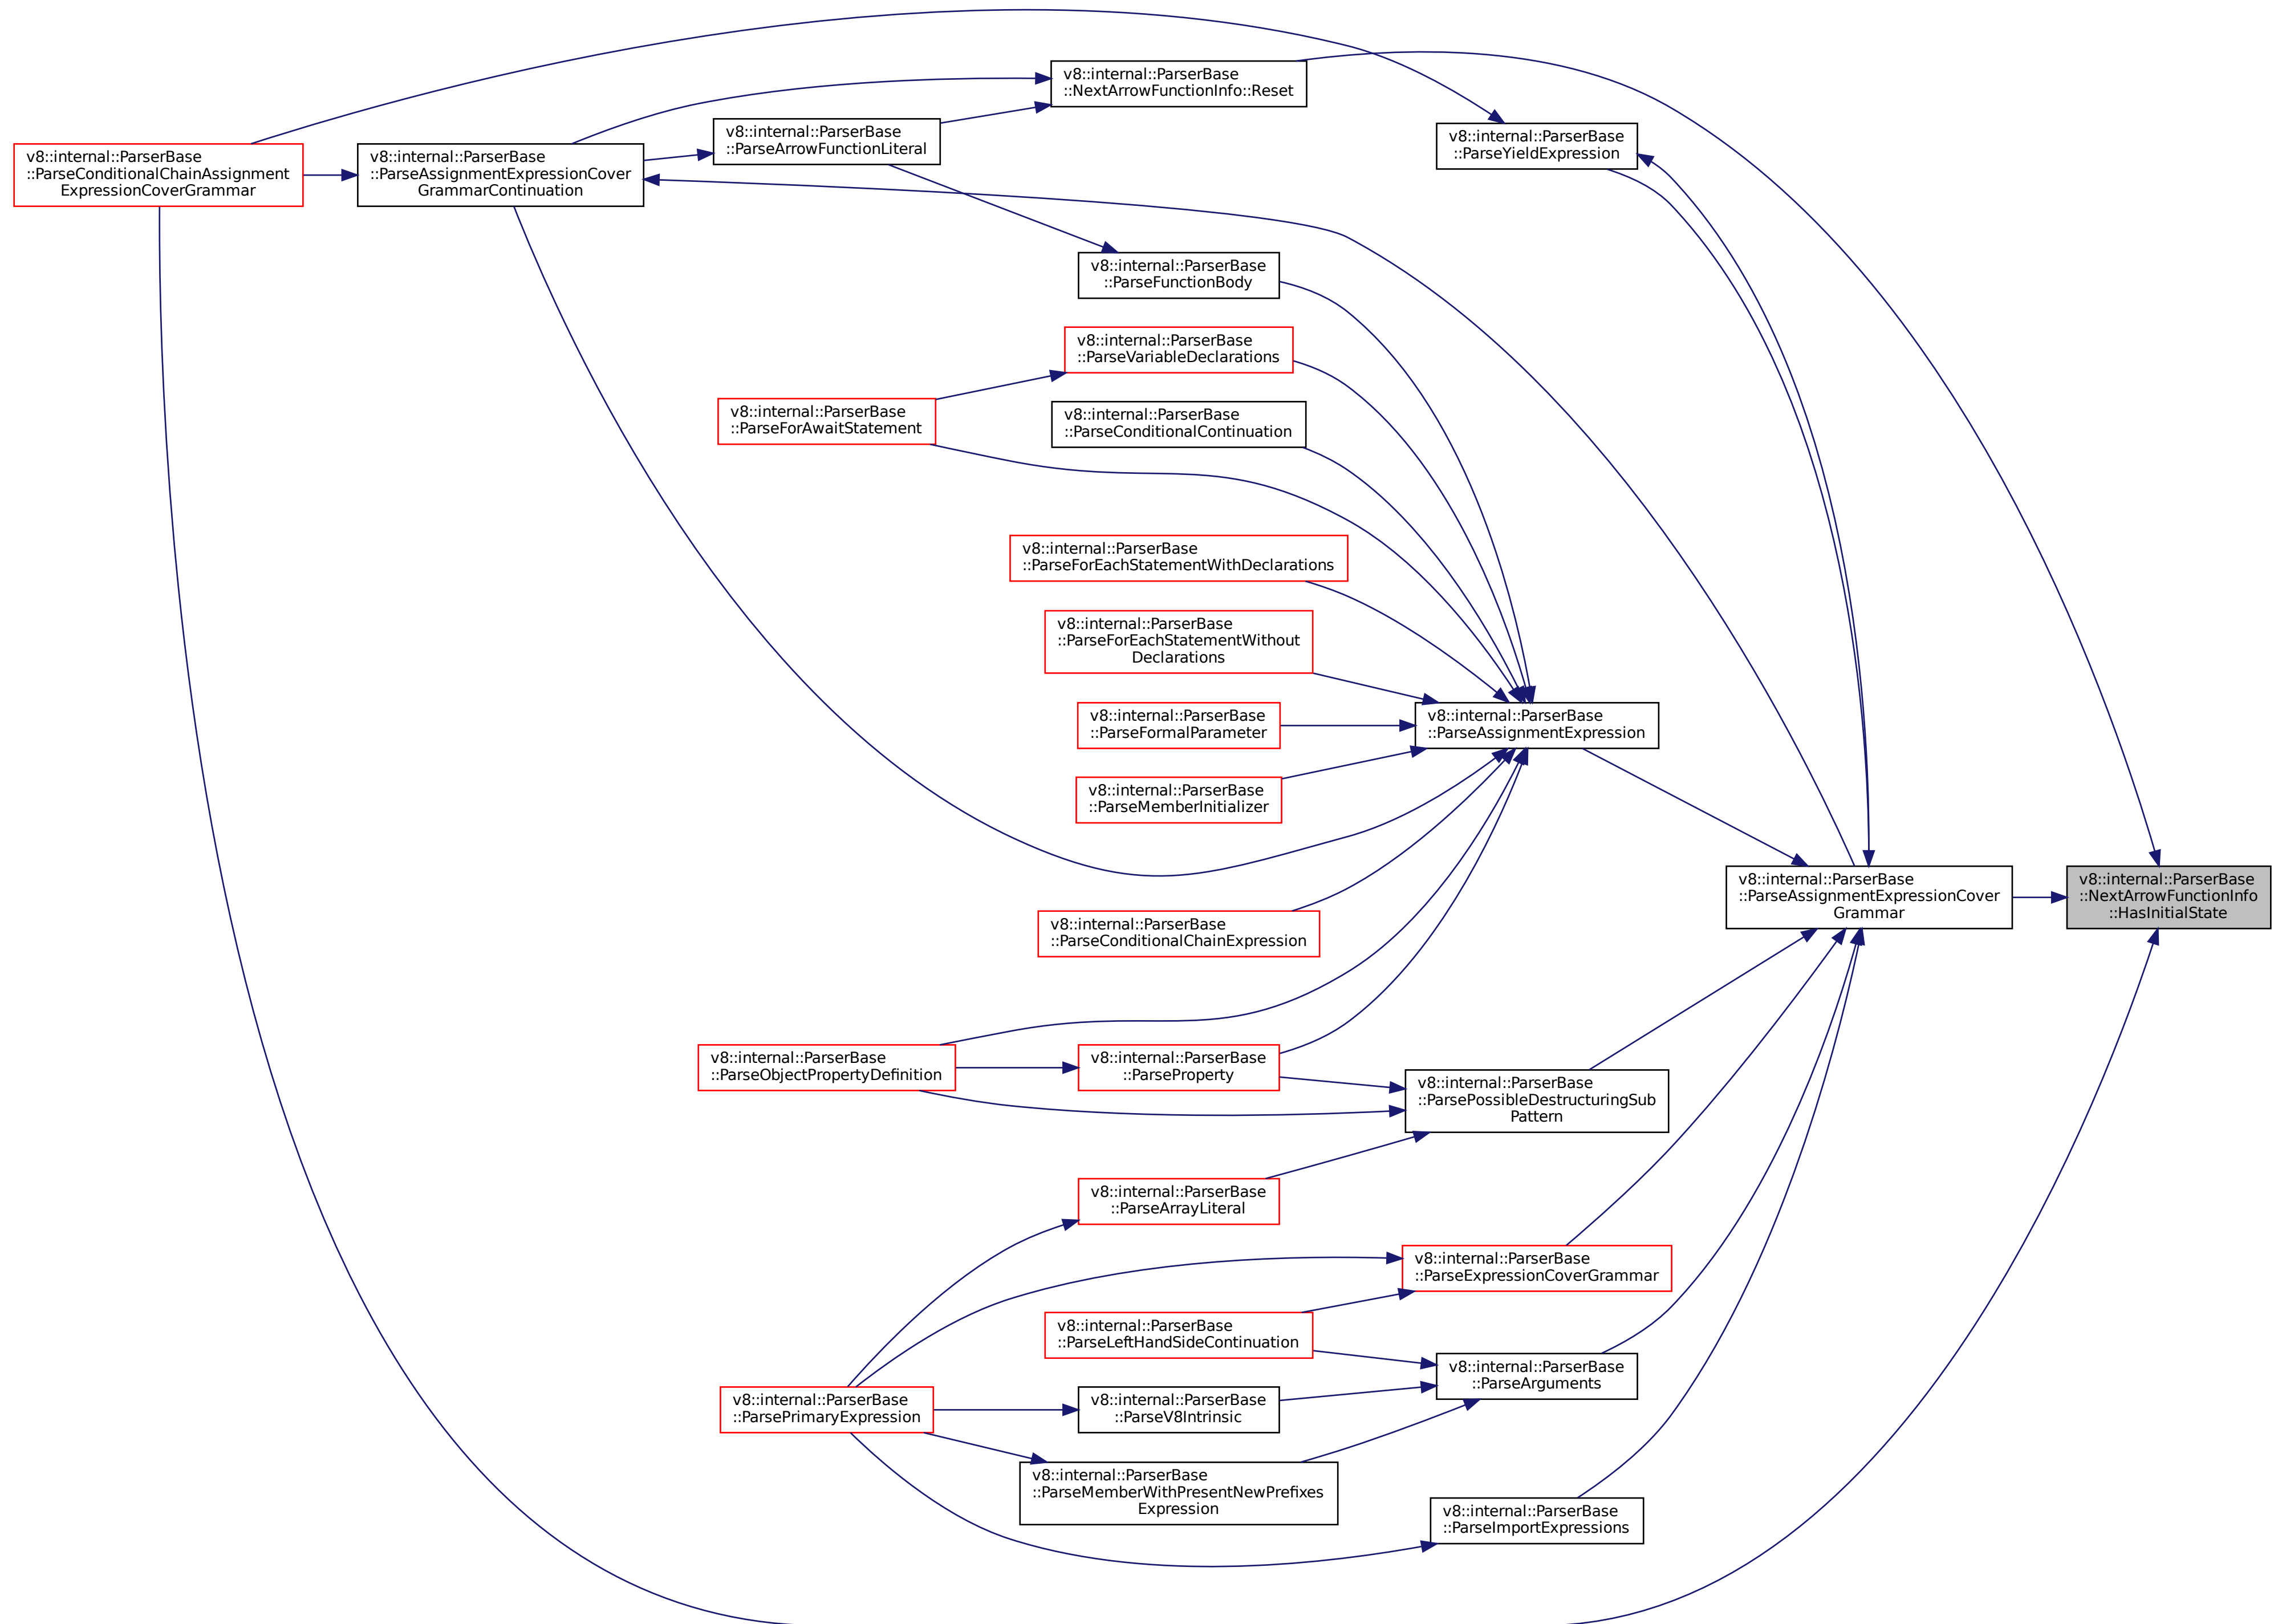 v8::internal::ParserBase
::NextArrowFunctionInfo::Reset
v8::internal::ParserBase
::ParseArrowFunctionLiteral
v8::internal::ParserBase
::ParseYieldExpression
v8::internal::ParserBase
::ParseConditionalChainAssignment
ExpressionCoverGrammar
v8::internal::ParserBase
::ParseAssignmentExpressionCover
GrammarContinuation
v8::internal::ParserBase
::ParseFunctionBody
v8::internal::ParserBase
::ParseVariableDeclarations
v8::internal::ParserBase
::ParseForAwaitStatement
v8::internal::ParserBase
::ParseConditionalContinuation
v8::internal::ParserBase
::ParseForEachStatementWithDeclarations
v8::internal::ParserBase
::ParseForEachStatementWithout
Declarations
v8::internal::ParserBase
::ParseFormalParameter
v8::internal::ParserBase
::ParseAssignmentExpression
v8::internal::ParserBase
::ParseMemberInitializer
v8::internal::ParserBase
::ParseAssignmentExpressionCover
Grammar
v8::internal::ParserBase
::NextArrowFunctionInfo
::HasInitialState
v8::internal::ParserBase
::ParseConditionalChainExpression
v8::internal::ParserBase
::ParseObjectPropertyDefinition
v8::internal::ParserBase
::ParseProperty
v8::internal::ParserBase
::ParsePossibleDestructuringSub
Pattern
v8::internal::ParserBase
::ParseArrayLiteral
v8::internal::ParserBase
::ParseExpressionCoverGrammar
v8::internal::ParserBase
::ParseLeftHandSideContinuation
v8::internal::ParserBase
::ParseArguments
v8::internal::ParserBase
::ParsePrimaryExpression
v8::internal::ParserBase
::ParseV8Intrinsic
v8::internal::ParserBase
::ParseMemberWithPresentNewPrefixes
Expression
v8::internal::ParserBase
::ParseImportExpressions